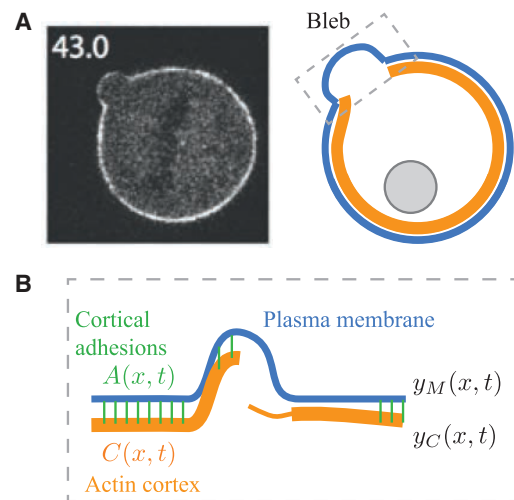 A
43.0
Bleb
B
Cortical
adhesions
A(x, t)
Plasma membrane
y_M(x, t)
C(x, t)
y_C(x, t)
Actin cortex